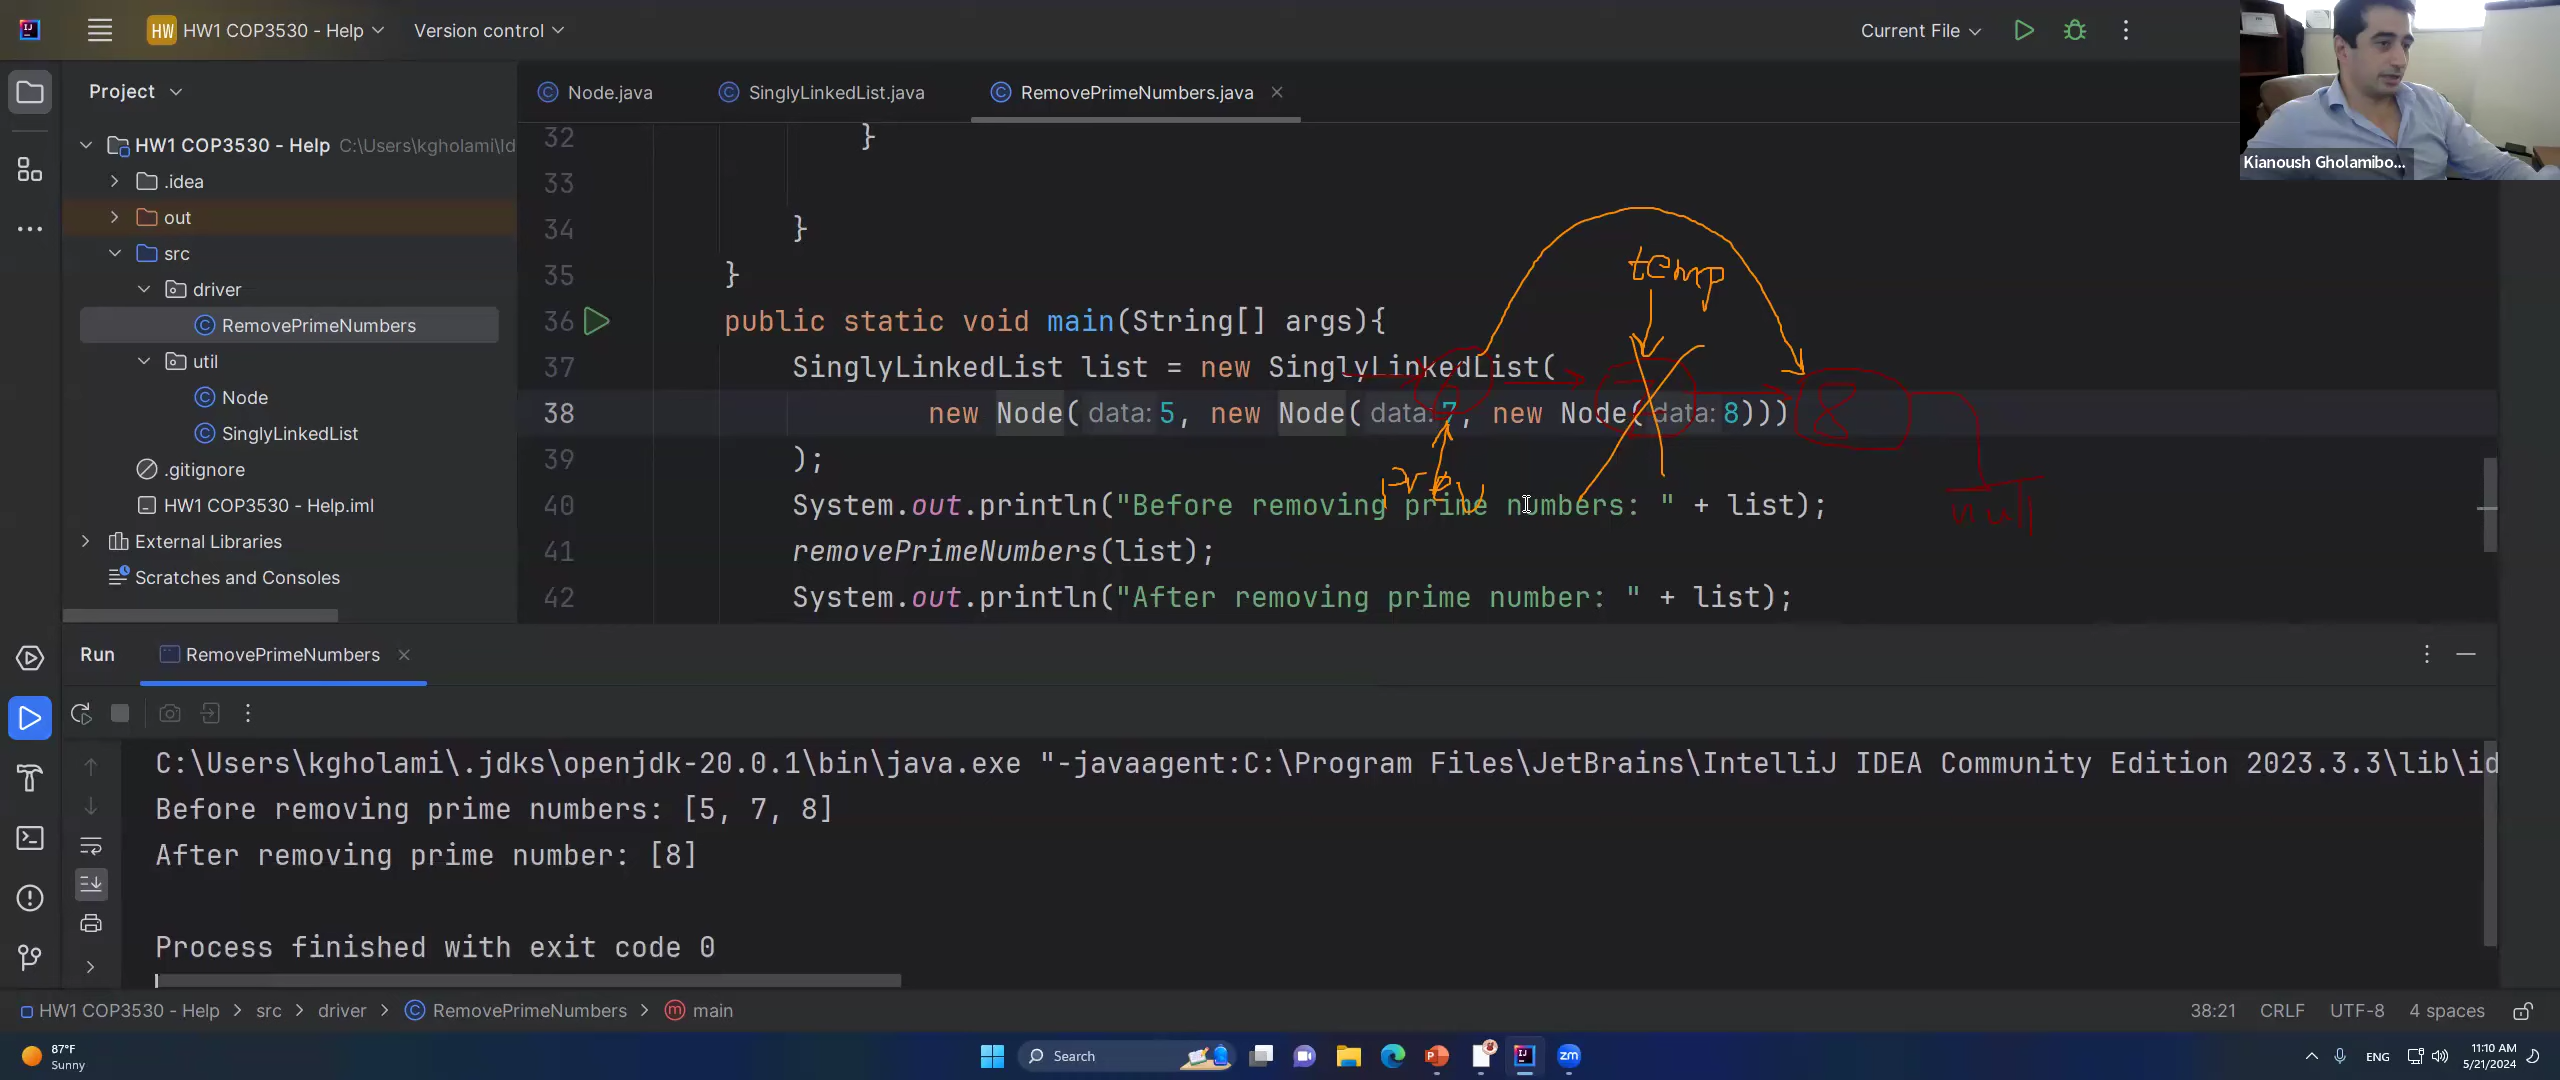 HW HW1 COP3530 - Help Version control Current File
Project
Node.java SinglyLinkedList.java RemovePrimeNumbers.java
Kianoush Gholamibo...
HW1 COP3530 - Help C:\Users\kgholami\Id
.idea
out
src
driver
RemovePrimeNumbers
util
Node
SinglyLinkedList
.gitignore
HW1 COP3530 - Help.iml
External Libraries
Scratches and Consoles
32 }
33
34 }
35 }
36 public static void main(String[] args){
37 SinglyLinkedList list = new SinglyLinkedList(
38 new Node( data: 5, new Node( data: 7, new Node( data: 8)))
39 );
40 System.out.println("Before removing prime numbers: " + list);
41 removePrimeNumbers(list);
42 System.out.println("After removing prime number: " + list);
temp
8
prev
null
Run RemovePrimeNumbers
C:\Users\kgholami\.jdks\openjdk-20.0.1\bin\java.exe "-javaagent:C:\Program Files\JetBrains\IntelliJ IDEA Community Edition 2023.3.3\lib\id
Before removing prime numbers: [5, 7, 8]
After removing prime number: [8]
Process finished with exit code 0
HW1 COP3530 - Help > src > driver > RemovePrimeNumbers > main 38:21 CRLF UTF-8 4 spaces
87°F
Sunny
Search
zm
ENG
11:10 AM
5/21/2024